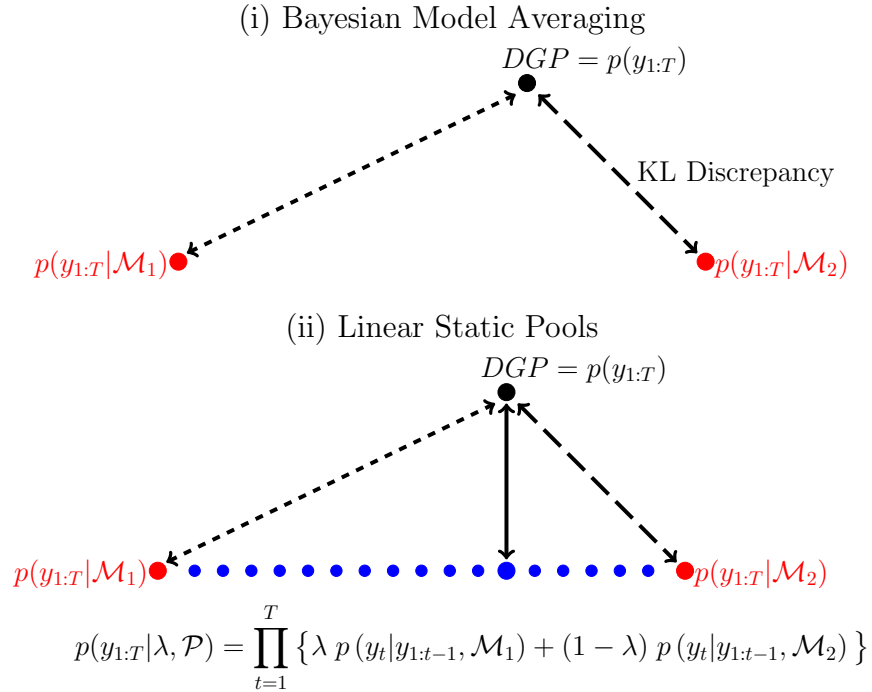 (i) Bayesian Model Averaging
DGP = p(y_{1:T})
KL Discrepancy
p(y_{1:T}|\mathcal{M}_1) p(y_{1:T}|\mathcal{M}_2)
(ii) Linear Static Pools
DGP = p(y_{1:T})
p(y_{1:T}|\mathcal{M}_1) p(y_{1:T}|\mathcal{M}_2)
p(y_{1:T}|\lambda, \mathcal{P}) = \prod_{t=1}^{T} \{ \lambda p(y_t|y_{1:t-1}, \mathcal{M}_1) + (1 - \lambda) p(y_t|y_{1:t-1}, \mathcal{M}_2) \}